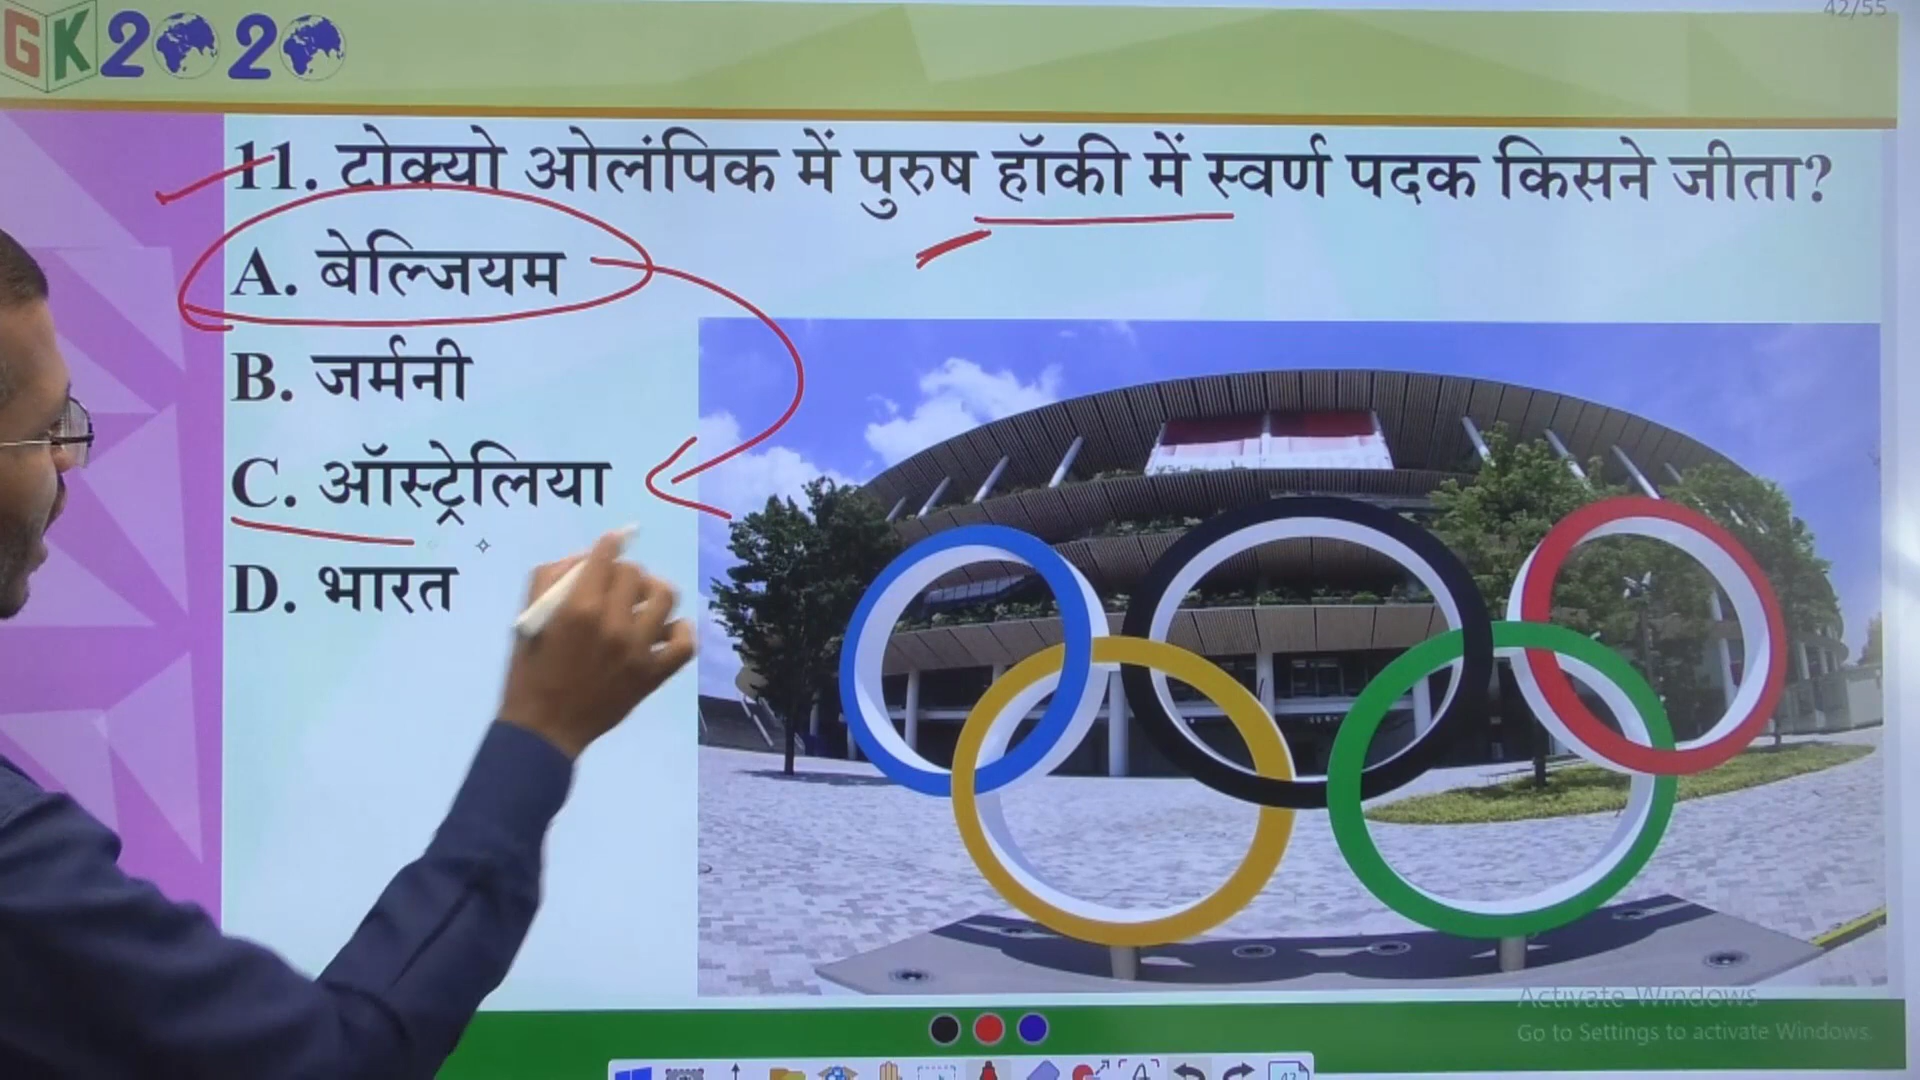 42/55
GK2020
11. टोक्यो ओलंपिक में पुरुष हॉकी में स्वर्ण पदक किसने जीता?
A. बेल्जियम
B. जर्मनी
C. ऑस्ट्रेलिया
D. भारत
Activate Windows
Go to Settings to activate Windows.